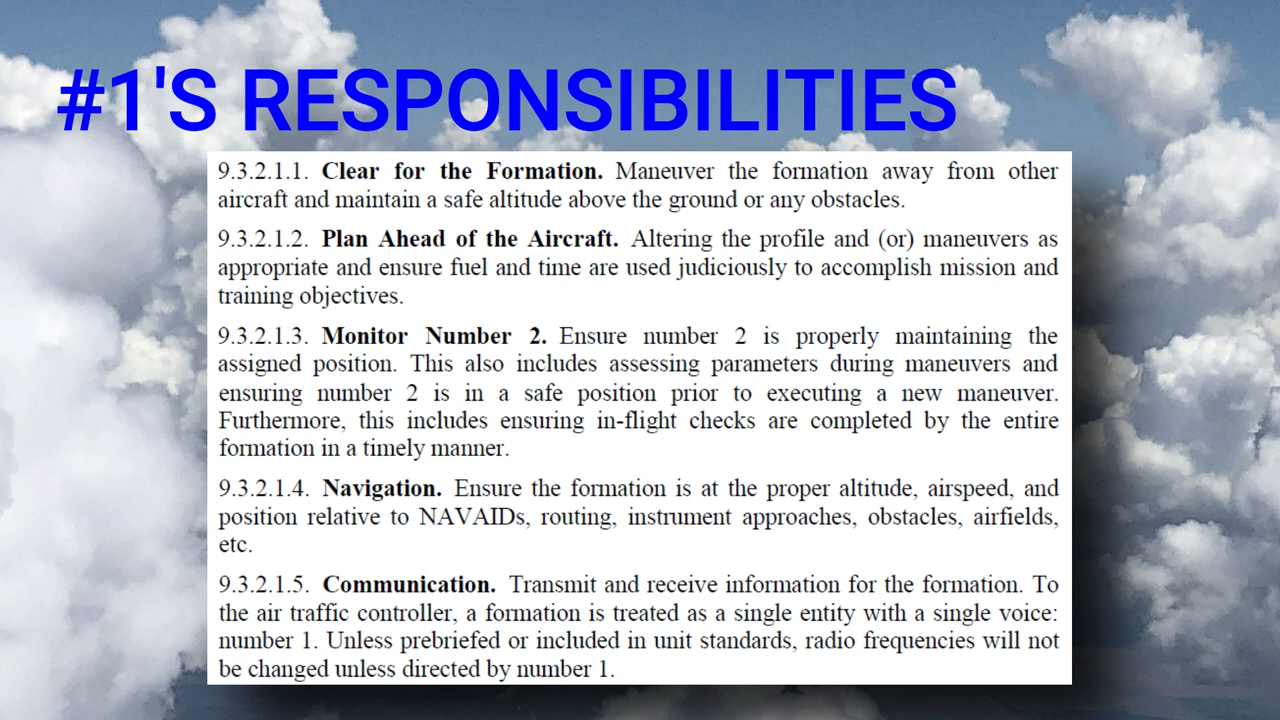 #1'S RESPONSIBILITIES
9.3.2.1.1. Clear for the Formation. Maneuver the formation away from other
aircraft and maintain a safe altitude above the ground or any obstacles.
9.3.2.1.2. Plan Ahead of the Aircraft. Altering the profile and (or) maneuvers as
appropriate and ensure fuel and time are used judiciously to accomplish mission and
training objectives.
9.3.2.1.3. Monitor Number 2. Ensure number 2 is properly maintaining the
assigned position. This also includes assessing parameters during maneuvers and
ensuring number 2 is in a safe position prior to executing a new maneuver.
Furthermore, this includes ensuring in-flight checks are completed by the entire
formation in a timely manner.
9.3.2.1.4. Navigation. Ensure the formation is at the proper altitude, airspeed, and
position relative to NAVAIDs, routing, instrument approaches, obstacles, airfields,
etc.
9.3.2.1.5. Communication. Transmit and receive information for the formation. To
the air traffic controller, a formation is treated as a single entity with a single voice:
number 1. Unless prebriefed or included in unit standards, radio frequencies will not
be changed unless directed by number 1.